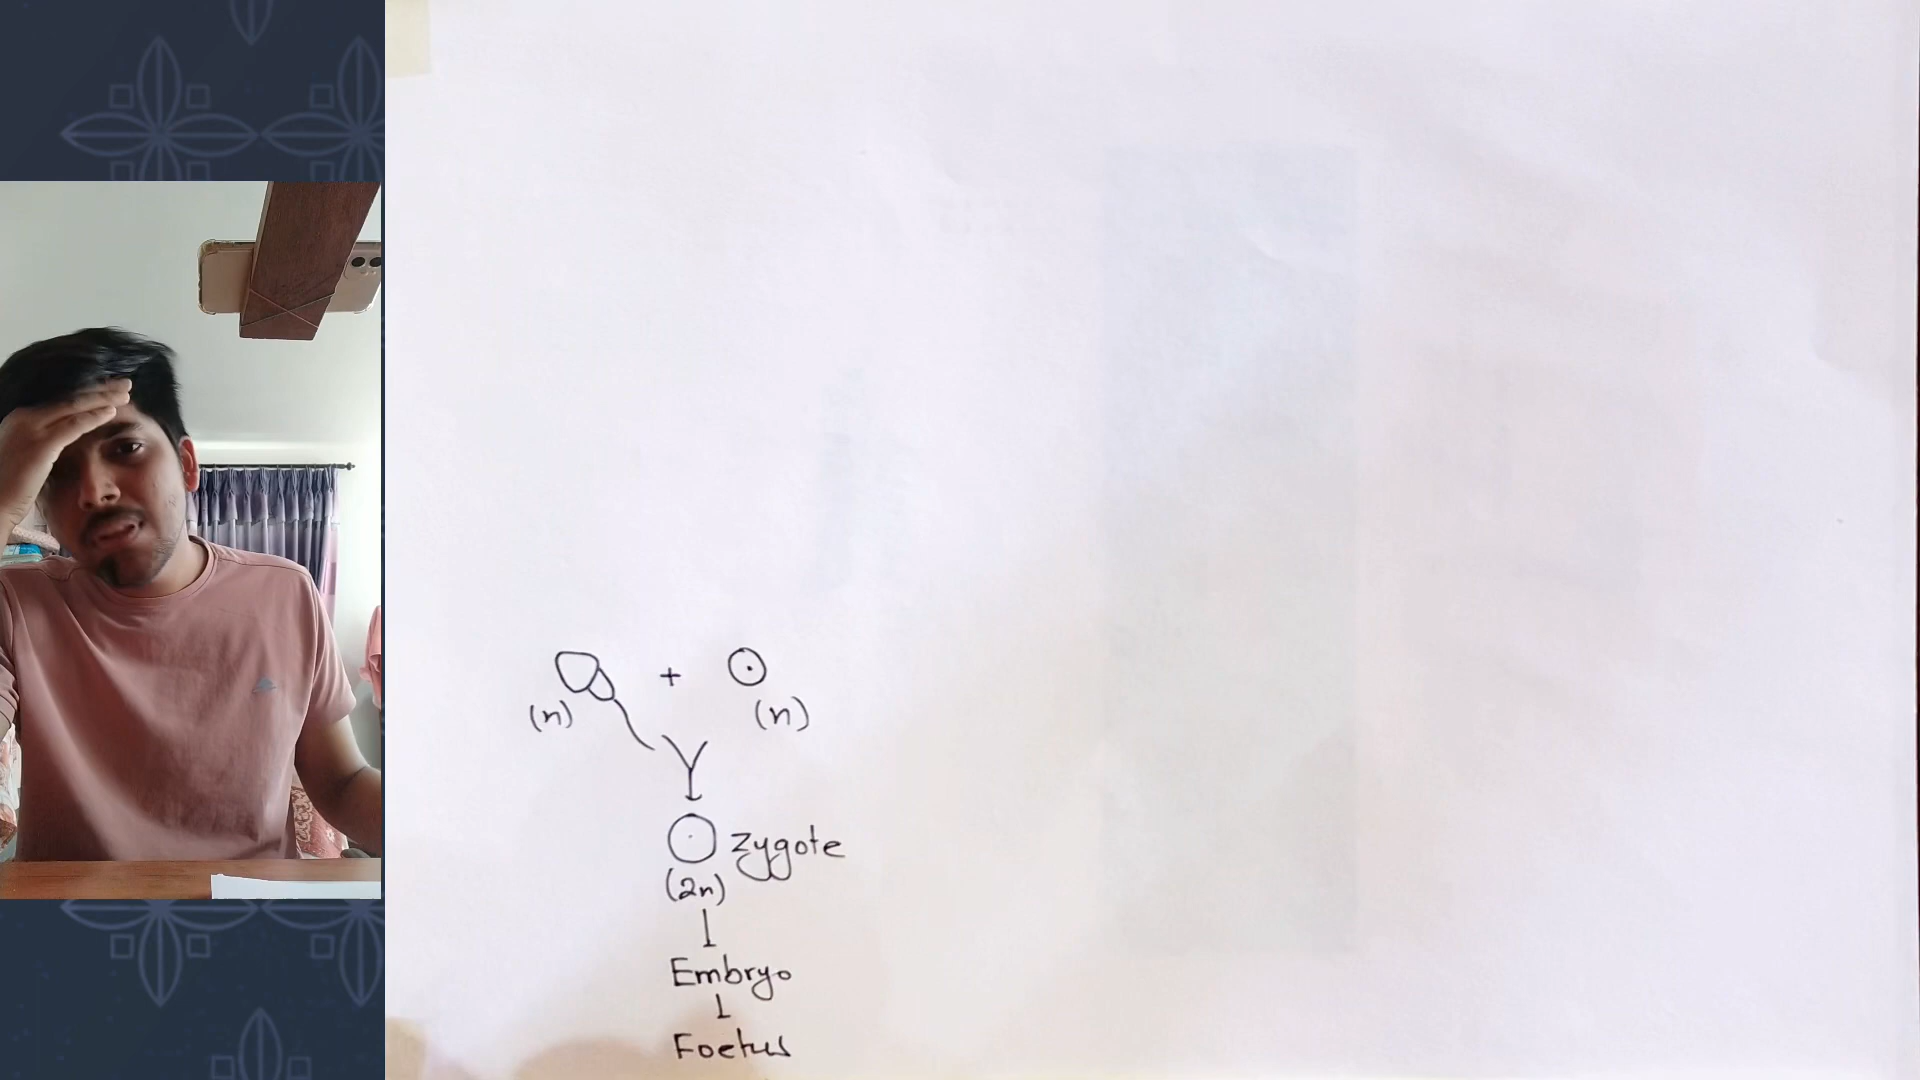 +
(n)
(n)
Zygote
(2n)
Embryo
Foetus